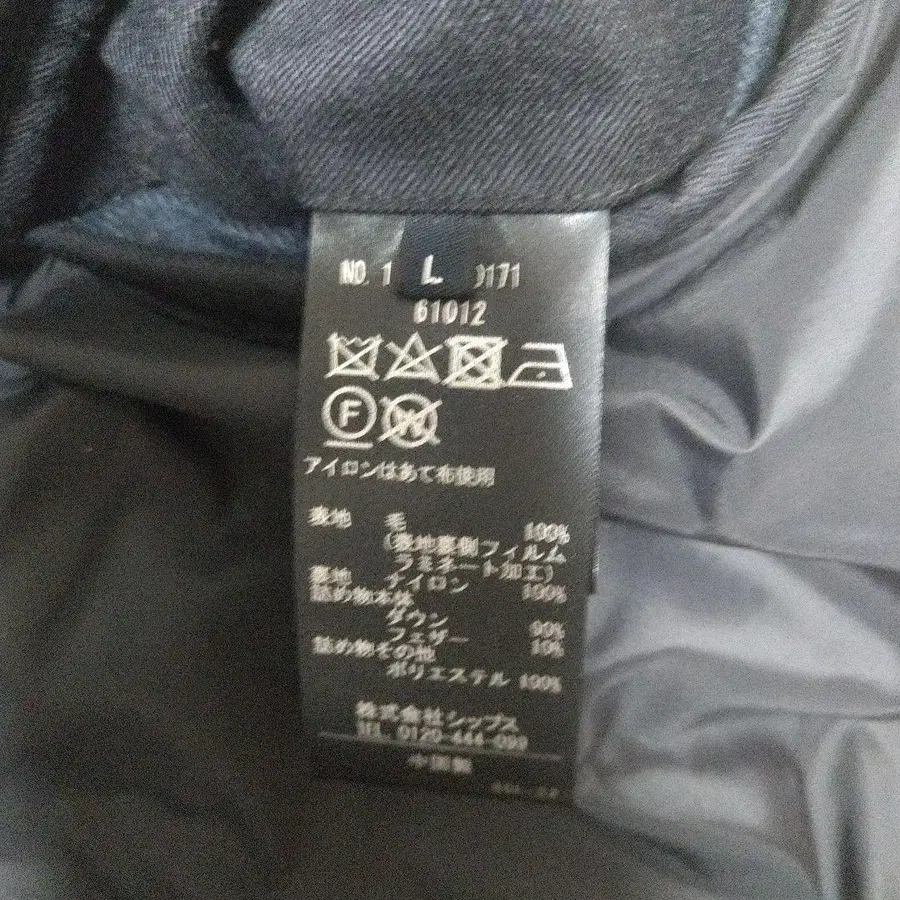 NO. 1 L 9171
61012
F W
アイロンはあて布使用
表地 毛 100%
(表地裏側フィルム
ラミネート加工)
裏地 ナイロン 100%
詰め物本体
ダウン 90%
フェザー 10%
詰め物その他
ポリエステル 100%
株式会社シップス
TEL 0120-444-099
中国製